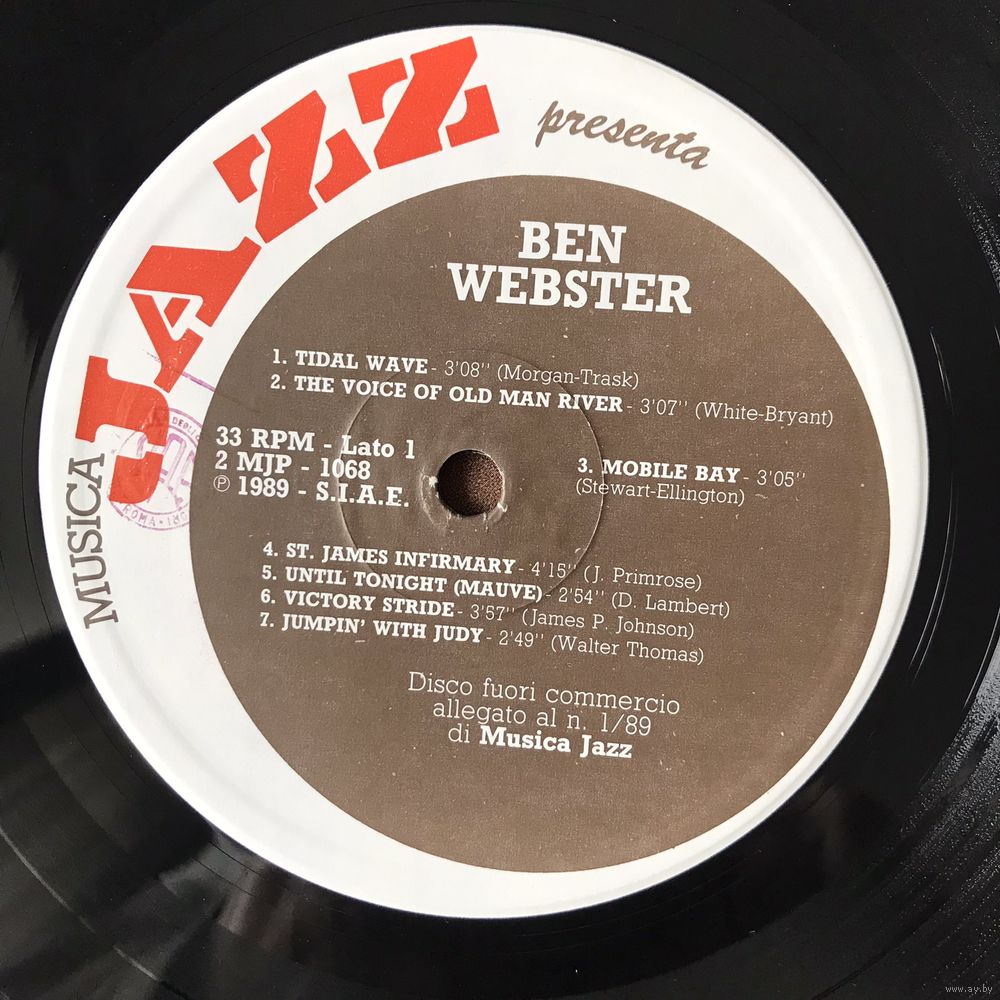 MUSICA JAZZ presenta
BEN
WEBSTER
1. TIDAL WAVE - 3'08'' (Morgan-Trask)
2. THE VOICE OF OLD MAN RIVER - 3'07'' (White-Bryant)
33 RPM - Lato 1
2 MJP - 1068
℗ 1989 - S.I.A.E.
3. MOBILE BAY - 3'05''
(Stewart-Ellington)
4. ST. JAMES INFIRMARY - 4'15'' (J. Primrose)
5. UNTIL TONIGHT (MAUVE) - 2'54'' (D. Lambert)
6. VICTORY STRIDE - 3'57'' (James P. Johnson)
7. JUMPIN' WITH JUDY - 2'49'' (Walter Thomas)
Disco fuori commercio
allegato al n. 1/89
di Musica Jazz
ROMA
www.ay.by